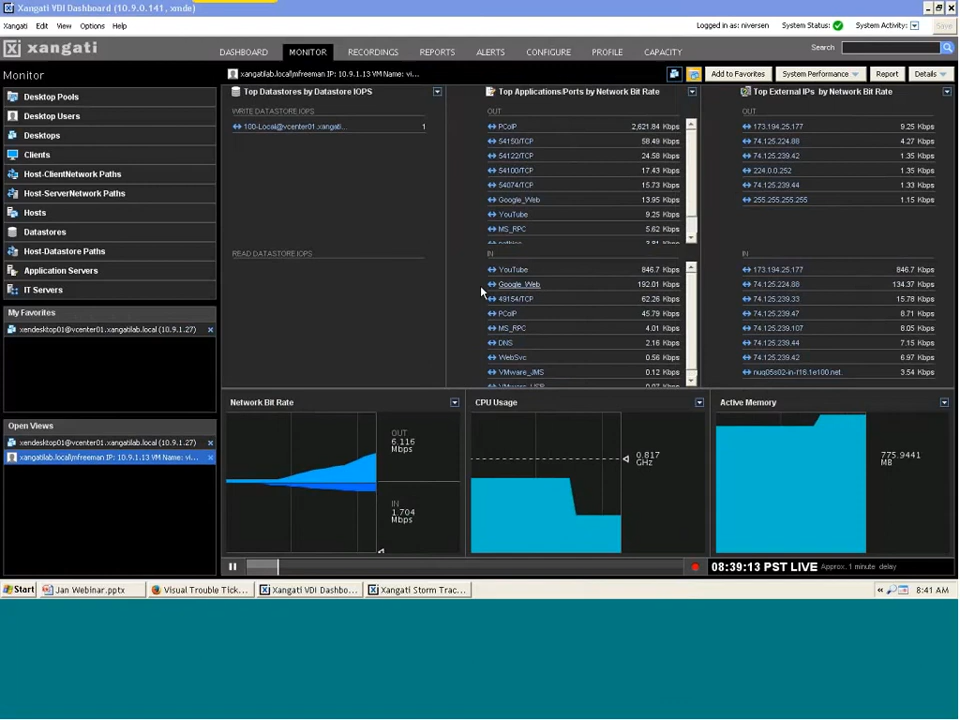 Xangati VDI Dashboard (10.9.0.141, xmde)
Xangati Edit View Options Help
Logged in as: niversen System Status: System Activity: Save
xangati
DASHBOARD MONITOR RECORDINGS REPORTS ALERTS CONFIGURE PROFILE CAPACITY
Search
Monitor
xangatilab.local\mfreeman IP: 10.9.1.13 VM Name: vi...
Add to Favorites System Performance Report Details
Desktop Pools
Desktop Users
Desktops
Clients
Host-ClientNetwork Paths
Host-ServerNetwork Paths
Hosts
Datastores
Host-Datastore Paths
Application Servers
IT Servers
My Favorites
xendesktop01@vcenter01.xangatilab.local (10.9.1.27) x
Open Views
xendesktop01@vcenter01.xangatilab.local (10.9.1.27) x
xangatilab.local\mfreeman IP: 10.9.1.13 VM Name: vi... x
Top Datastores by Datastore IOPS
WRITE DATASTORE IOPS
100-Local@vcenter01.xangati... 1
READ DATASTORE IOPS
Top Applications/Ports by Network Bit Rate
OUT
PCoIP 2,621.84 Kbps
54150/TCP 58.49 Kbps
54122/TCP 24.58 Kbps
54100/TCP 17.43 Kbps
54074/TCP 15.73 Kbps
Google_Web 13.95 Kbps
YouTube 9.25 Kbps
MS_RPC 5.62 Kbps
IN
YouTube 846.7 Kbps
Google_Web 192.01 Kbps
49154/TCP 62.26 Kbps
PCoIP 45.79 Kbps
MS_RPC 4.01 Kbps
DNS 2.16 Kbps
WebSvc 0.56 Kbps
VMware_JMS 0.12 Kbps
VMware_USB 0.07 Kbps
Top External IPs by Network Bit Rate
OUT
173.194.25.177 9.25 Kbps
74.125.224.88 4.27 Kbps
74.125.239.42 1.35 Kbps
224.0.0.252 1.35 Kbps
74.125.239.44 1.33 Kbps
255.255.255.255 1.15 Kbps
IN
173.194.25.177 846.7 Kbps
74.125.224.88 134.37 Kbps
74.125.239.33 15.78 Kbps
74.125.239.47 8.71 Kbps
74.125.239.107 8.05 Kbps
74.125.239.44 7.15 Kbps
74.125.239.42 6.97 Kbps
nuq05s02-in-f16.1e100.net. 3.54 Kbps
Network Bit Rate
OUT
6.116
Mbps
IN
1.704
Mbps
CPU Usage
0.817
GHz
Active Memory
775.9441
MB
08:39:13 PST LIVE Approx. 1 minute delay
Start Jan Webinar.pptx Visual Trouble Tick... Xangati VDI Dashbo... Xangati Storm Trac... « 8:41 AM